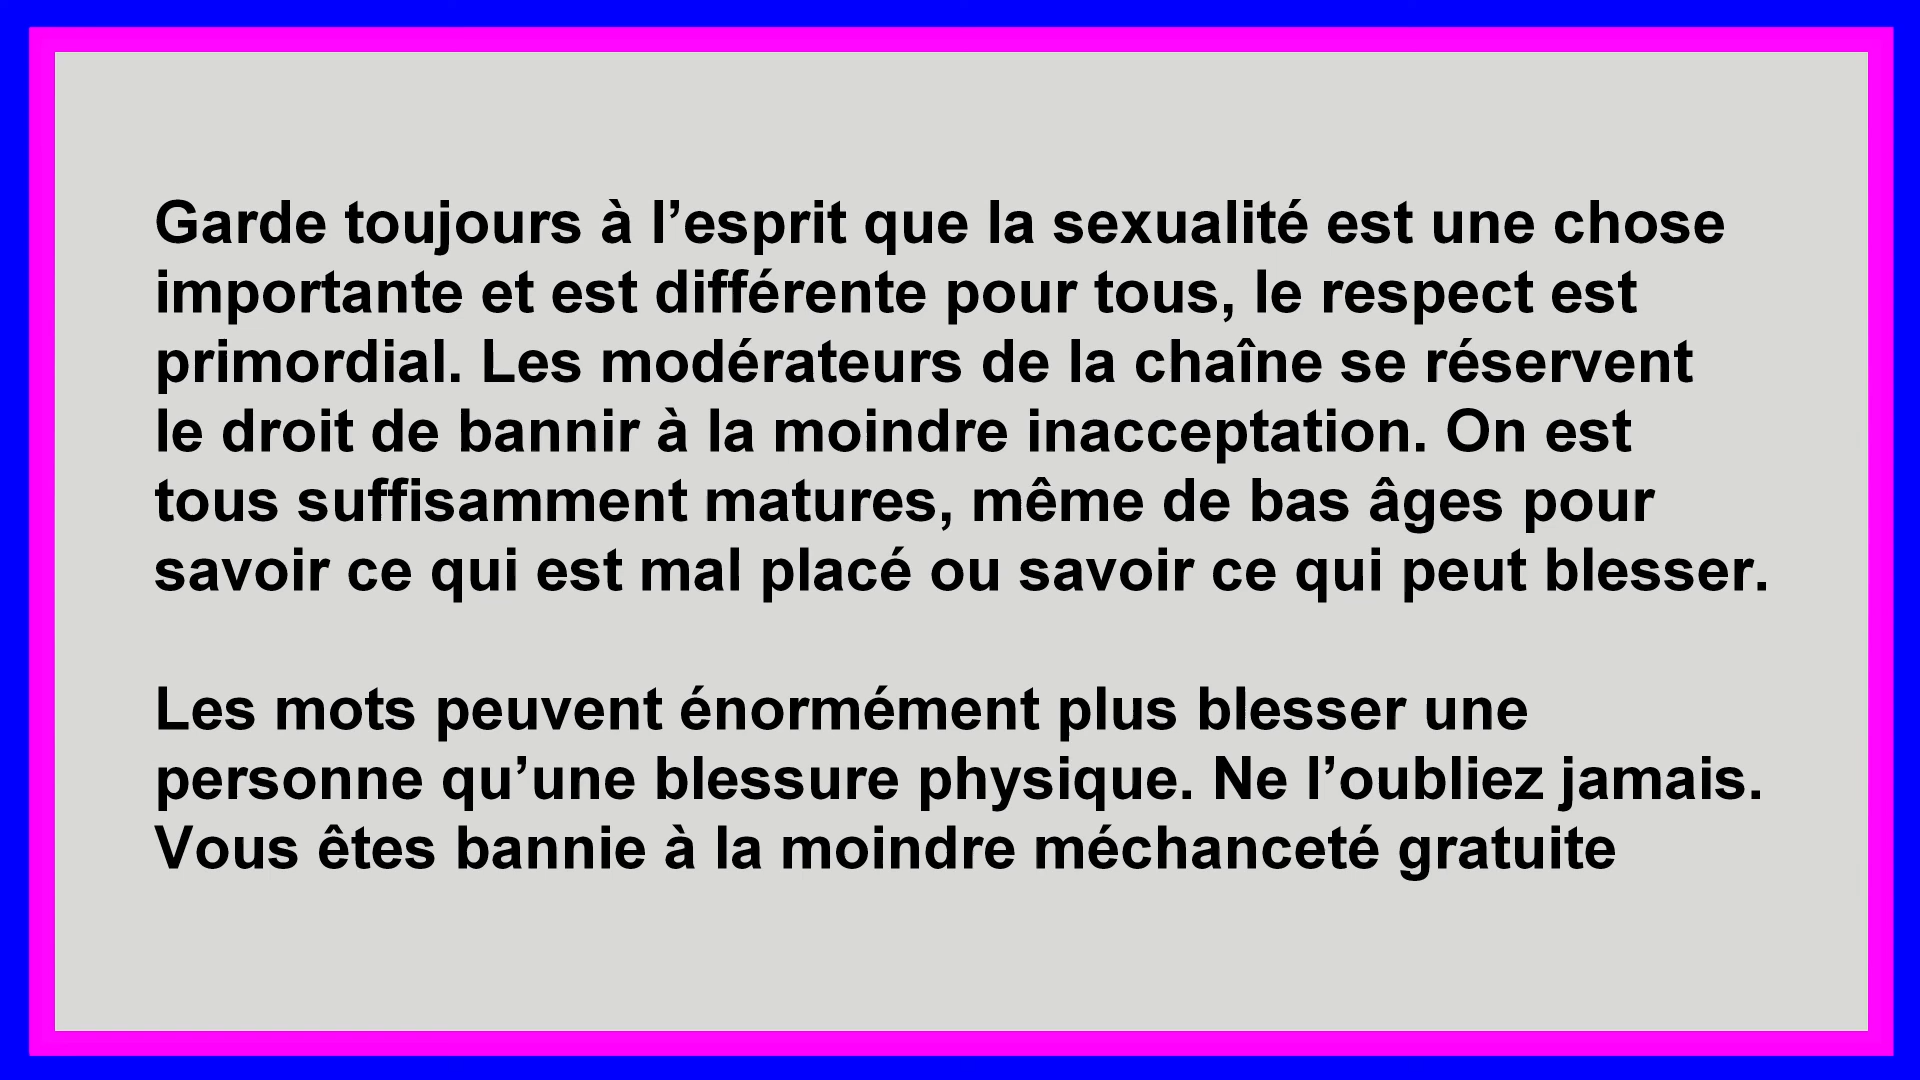 Garde toujours à l’esprit que la sexualité est une chose
importante et est différente pour tous, le respect est
primordial. Les modérateurs de la chaîne se réservent
le droit de bannir à la moindre inacceptation. On est
tous suffisamment matures, même de bas âges pour
savoir ce qui est mal placé ou savoir ce qui peut blesser.
Les mots peuvent énormément plus blesser une
personne qu’une blessure physique. Ne l’oubliez jamais.
Vous êtes bannie à la moindre méchanceté gratuite